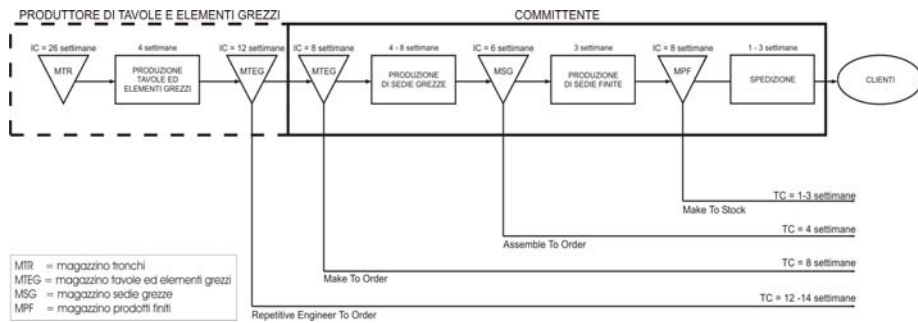 PRODUTTORE DI TAVOLE E ELEMENTI GREZZI
COMMITTENTE
IC = 26 settimane
4 settimane
IC = 12 settimane
IC = 8 settimane
4 - 8 settimane
IC = 6 settimane
3 settimane
IC = 8 settimane
1 - 3 settimane
MTR
PRODUZIONE
TAVOLE ED
ELEMENTI GREZZI
MTEG
MTEG
PRODUZIONE
DI SEDIE GREZZE
MSG
PRODUZIONE
DI SEDIE FINITE
MPF
SPEDIZIONE
CLIENTI
TC = 1-3 settimane
Make To Stock
TC = 4 settimane
Assemble To Order
TC = 8 settimane
Make To Order
TC = 12 -14 settimane
Repetitive Engineer To Order
MTR = magazzino tronchi
MTEG = magazzino tavole ed elementi grezzi
MSG = magazzino sedie grezze
MPF = magazzino prodotti finiti